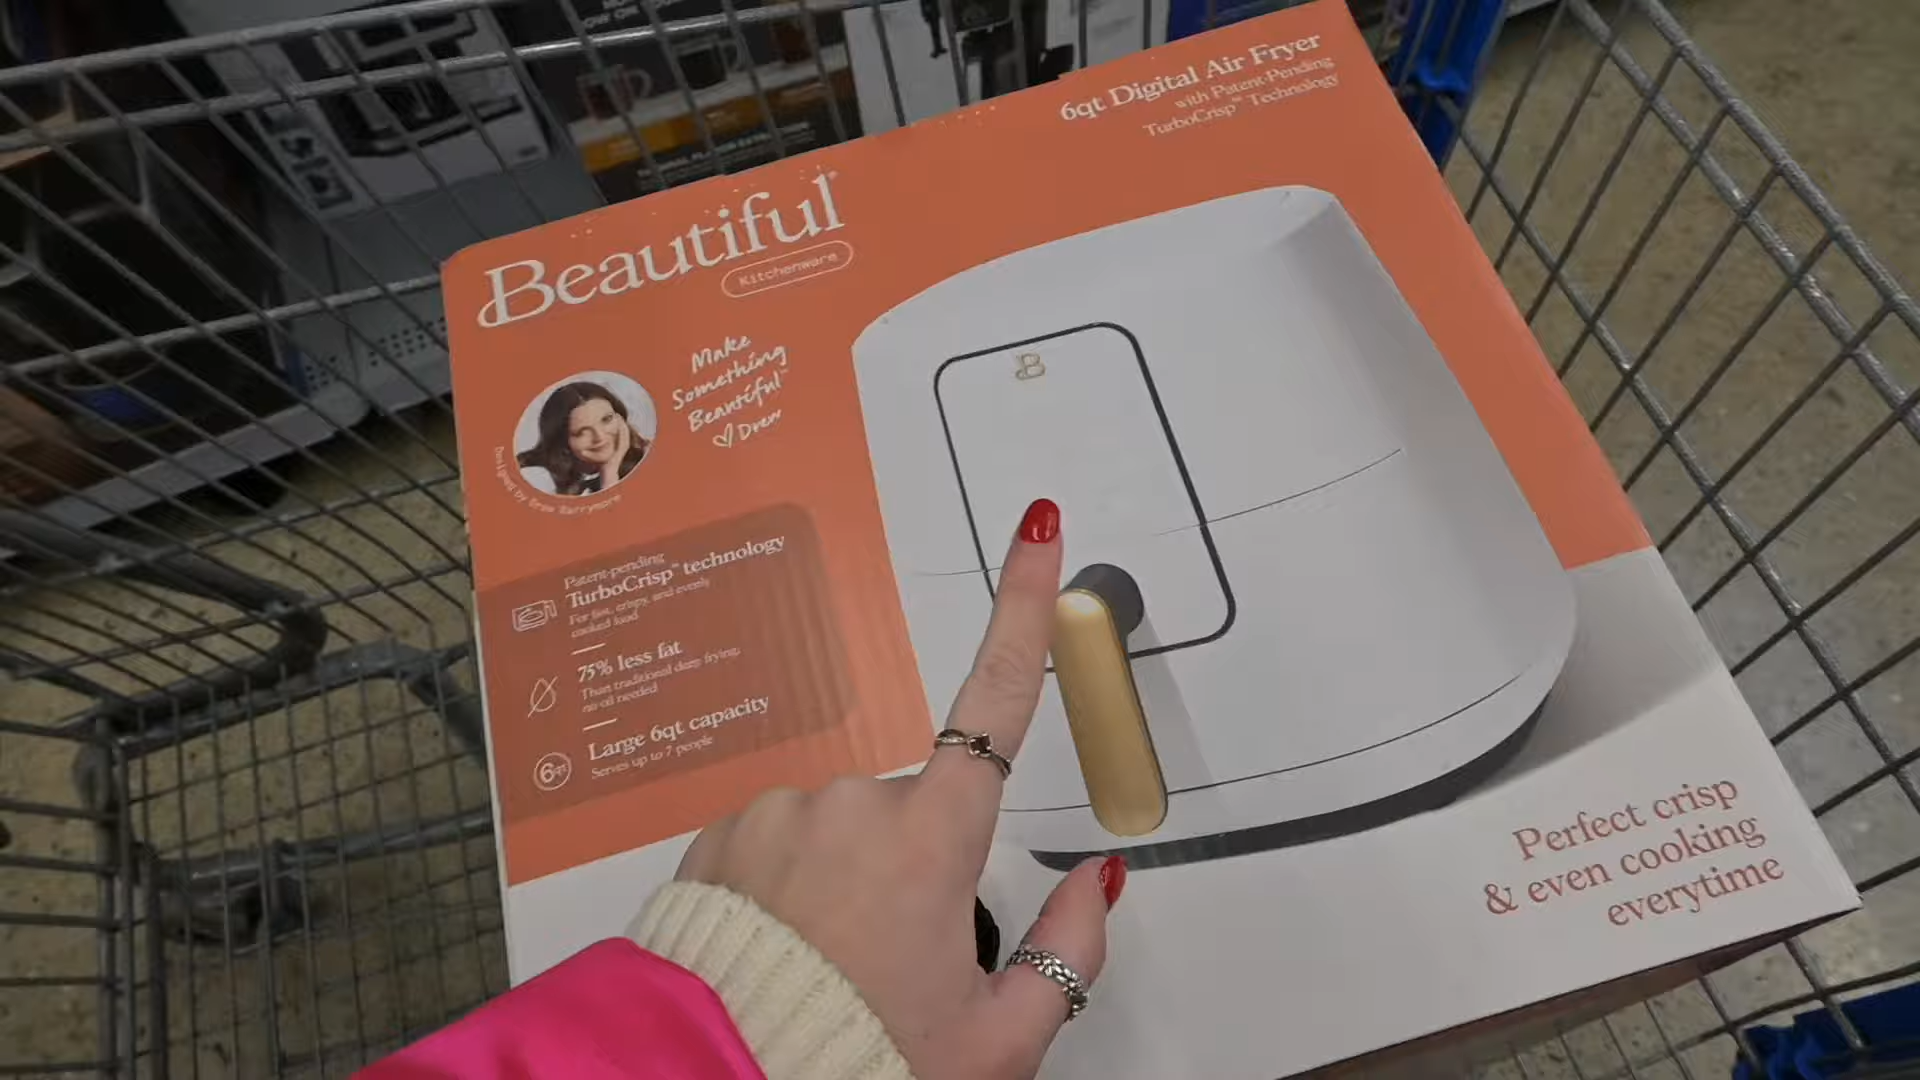 6qt Digital Air Fryer
with Patent-Pending
TurboCrisp™ Technology
Beautiful™
Kitchenware
Make
Something
Beautiful™
♡ Drew
Designed by Drew Barrymore
Patent-pending
TurboCrisp™ technology
For fast, crispy, and evenly
cooked food
75% less fat
Than traditional deep frying,
no oil needed
6QT
Large 6qt capacity
Serves up to 7 people
B
Perfect crisp
& even cooking
everytime